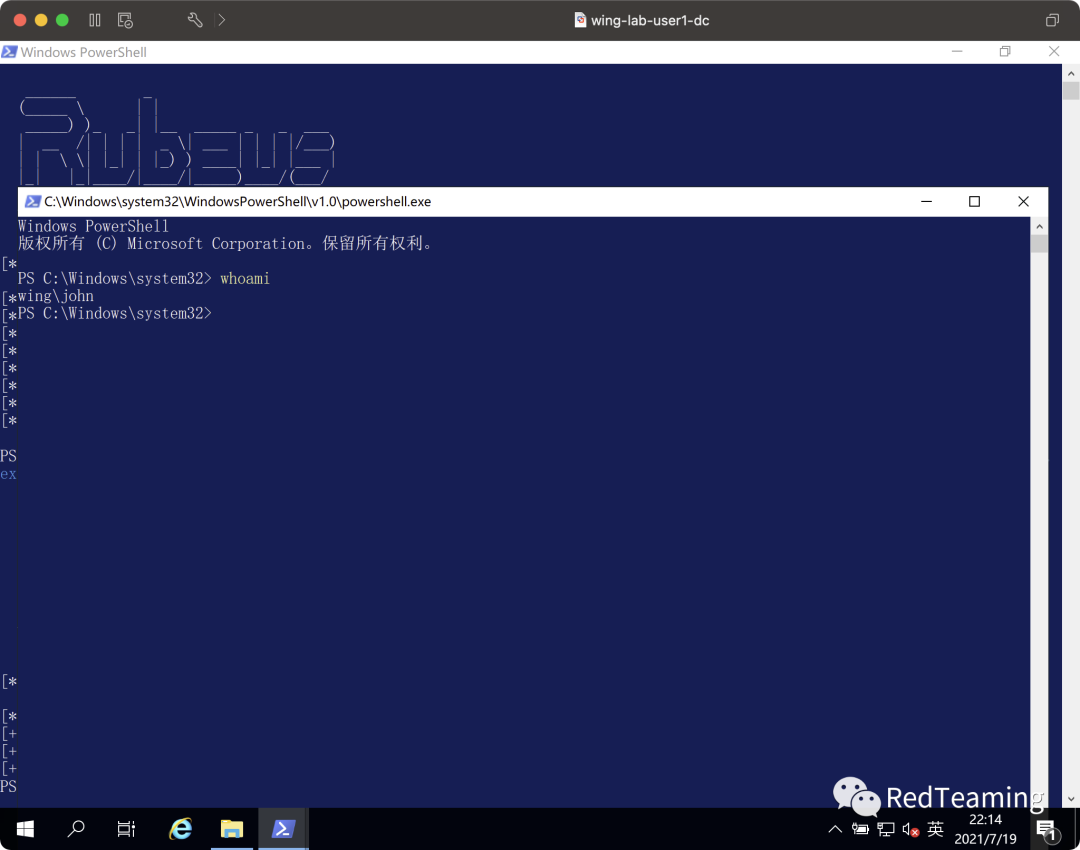 wing-lab-user1-dc
Windows PowerShell
Rubeus
C:\Windows\system32\WindowsPowerShell\v1.0\powershell.exe
Windows PowerShell
版权所有 (C) Microsoft Corporation。保留所有权利。
[*
PS C:\Windows\system32> whoami
[*wing\john
[*PS C:\Windows\system32>
[*
[*
[*
[*
[*
[*
PS
ex
[*
[*
[+
[+
[+
PS
RedTeaming
英
22:14
2021/7/19
1